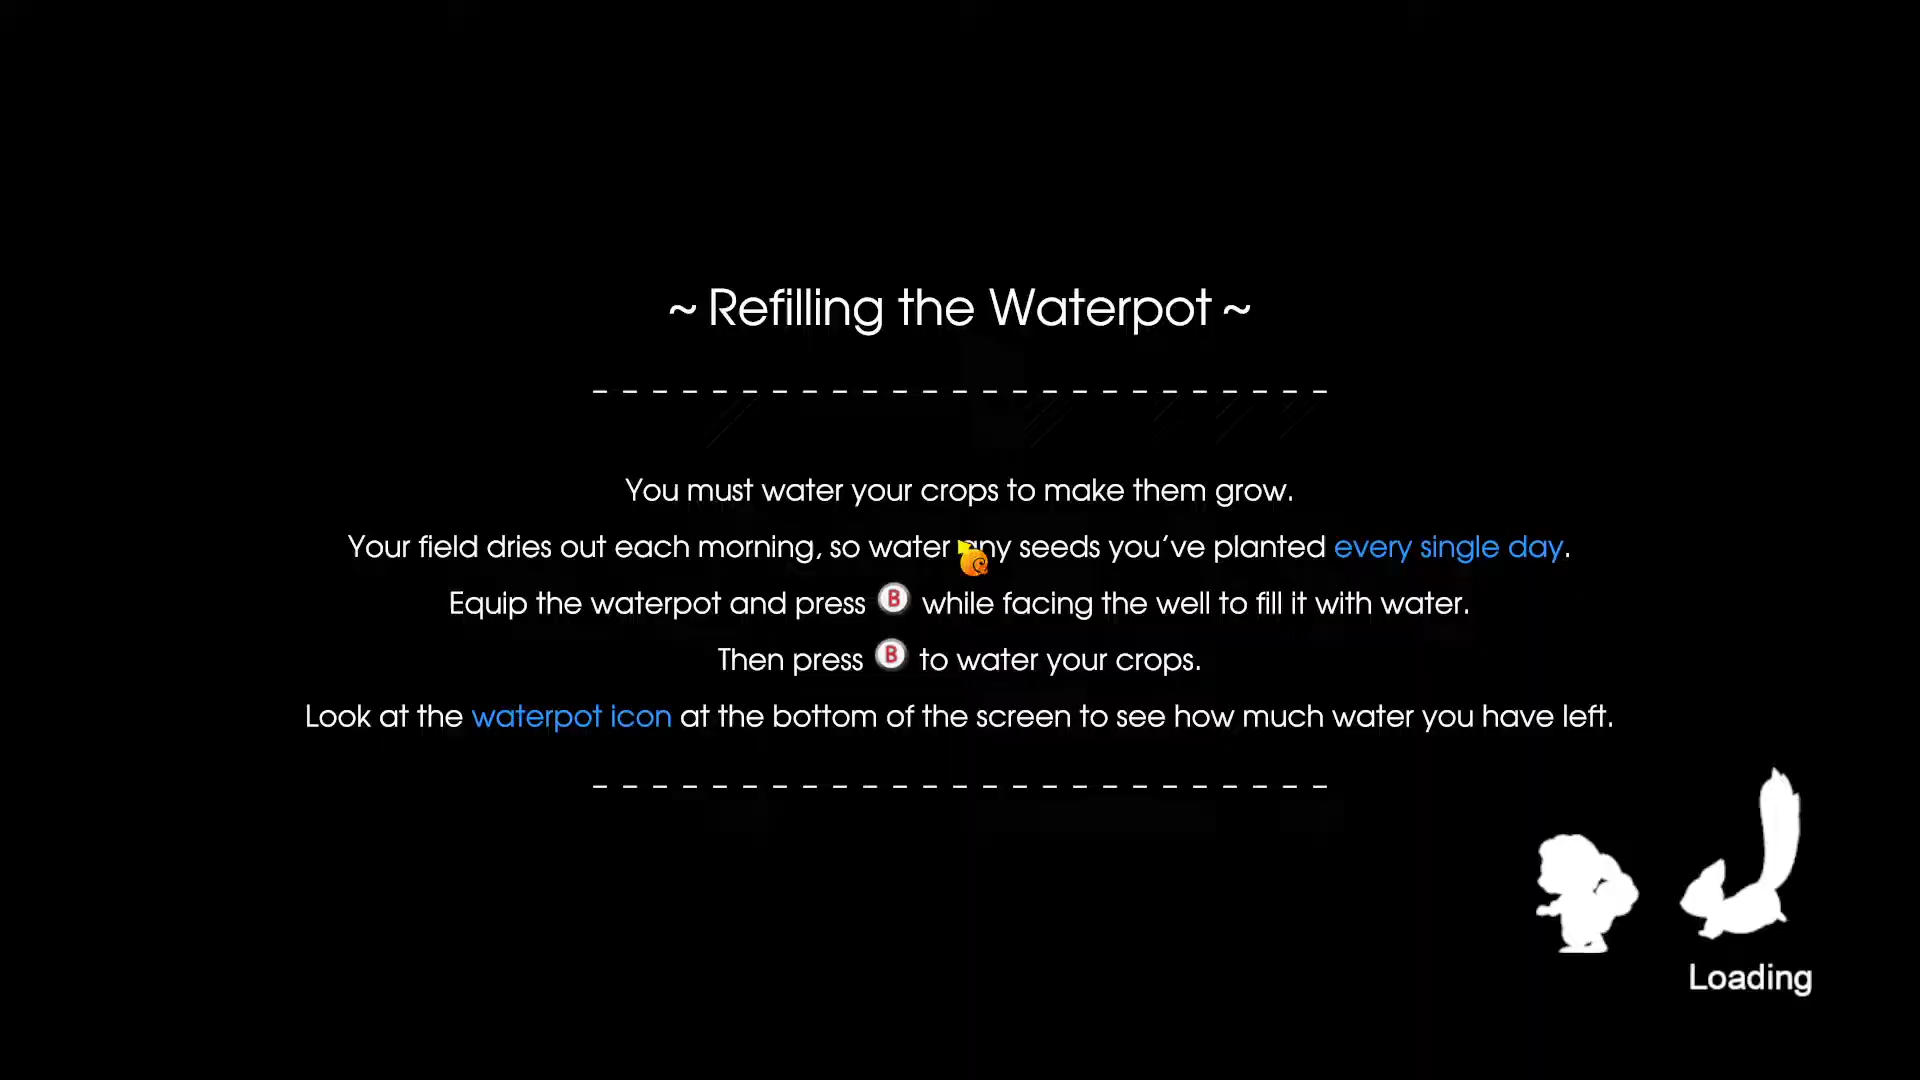 ~ Refilling the Waterpot ~
– – – – – – – – – – – – – – – – – – – – – – – – –
You must water your crops to make them grow.
Your field dries out each morning, so water any seeds you've planted every single day.
Equip the waterpot and press B while facing the well to fill it with water.
Then press B to water your crops.
Look at the waterpot icon at the bottom of the screen to see how much water you have left.
– – – – – – – – – – – – – – – – – – – – – – – – –
Loading